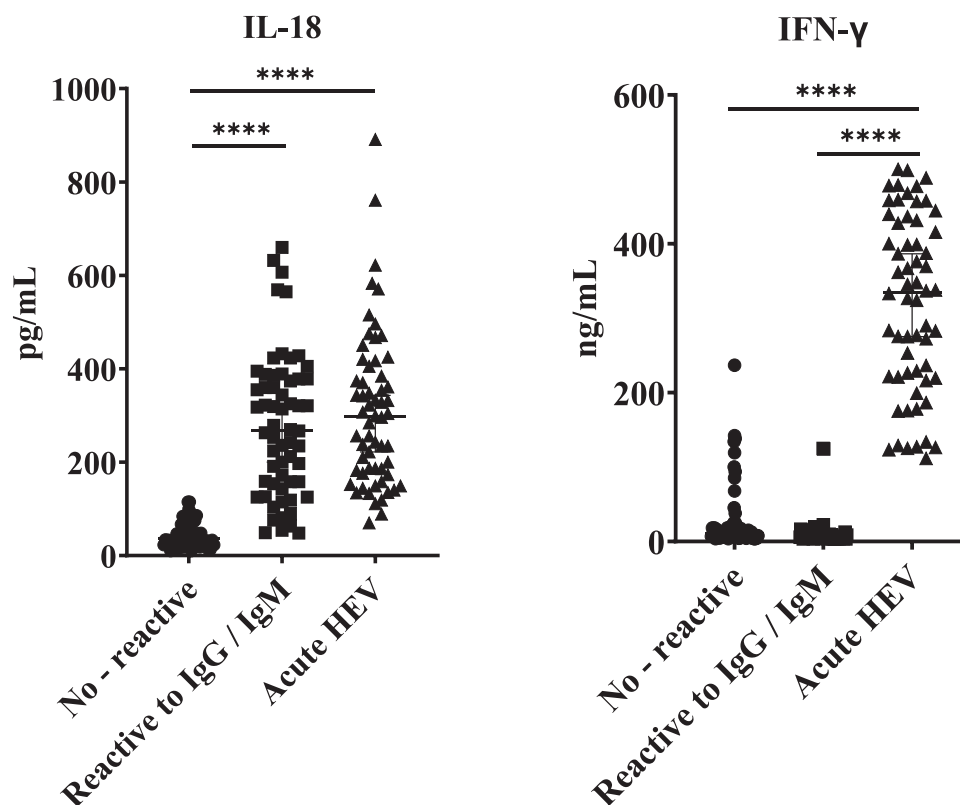 IL-18
****
****
1000
800
600
400
200
0
pg/mL
No - reactive
Reactive to IgG / IgM
Acute HEV
IFN-γ
****
****
600
400
200
0
ng/mL
No - reactive
Reactive to IgG / IgM
Acute HEV